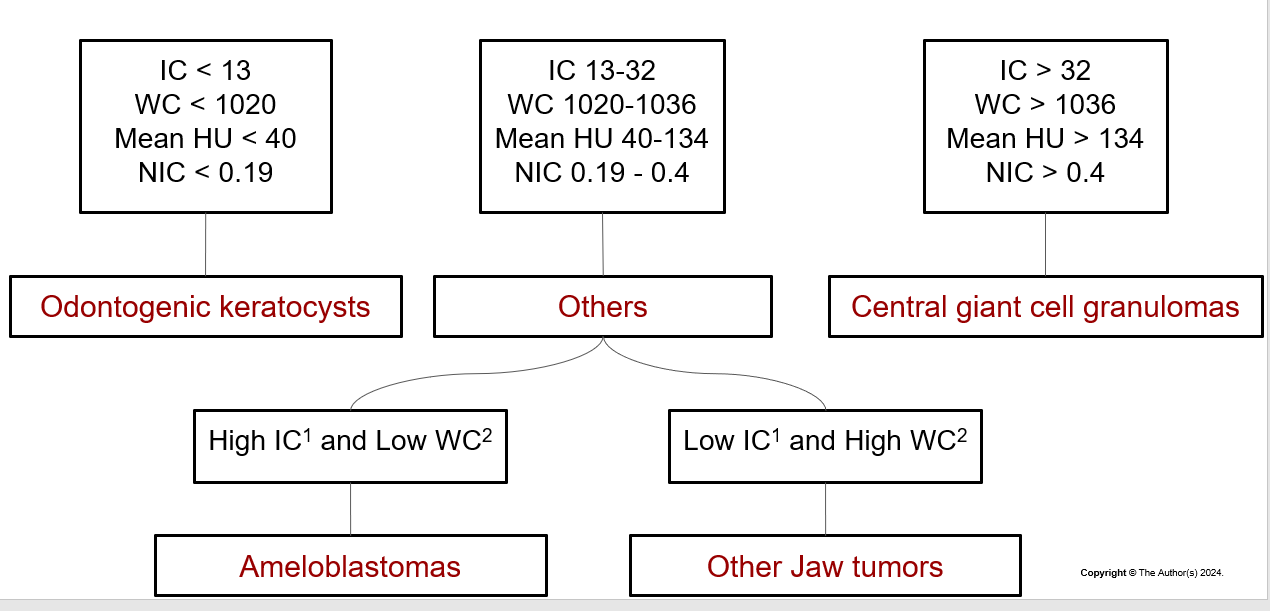 IC < 13
WC < 1020
Mean HU < 40
NIC < 0.19
IC 13-32
WC 1020-1036
Mean HU 40-134
NIC 0.19 - 0.4
IC > 32
WC > 1036
Mean HU > 134
NIC > 0.4
Odontogenic keratocysts
Others
Central giant cell granulomas
High IC¹ and Low WC²
Low IC¹ and High WC²
Ameloblastomas
Other Jaw tumors
Copyright © The Author(s) 2024.